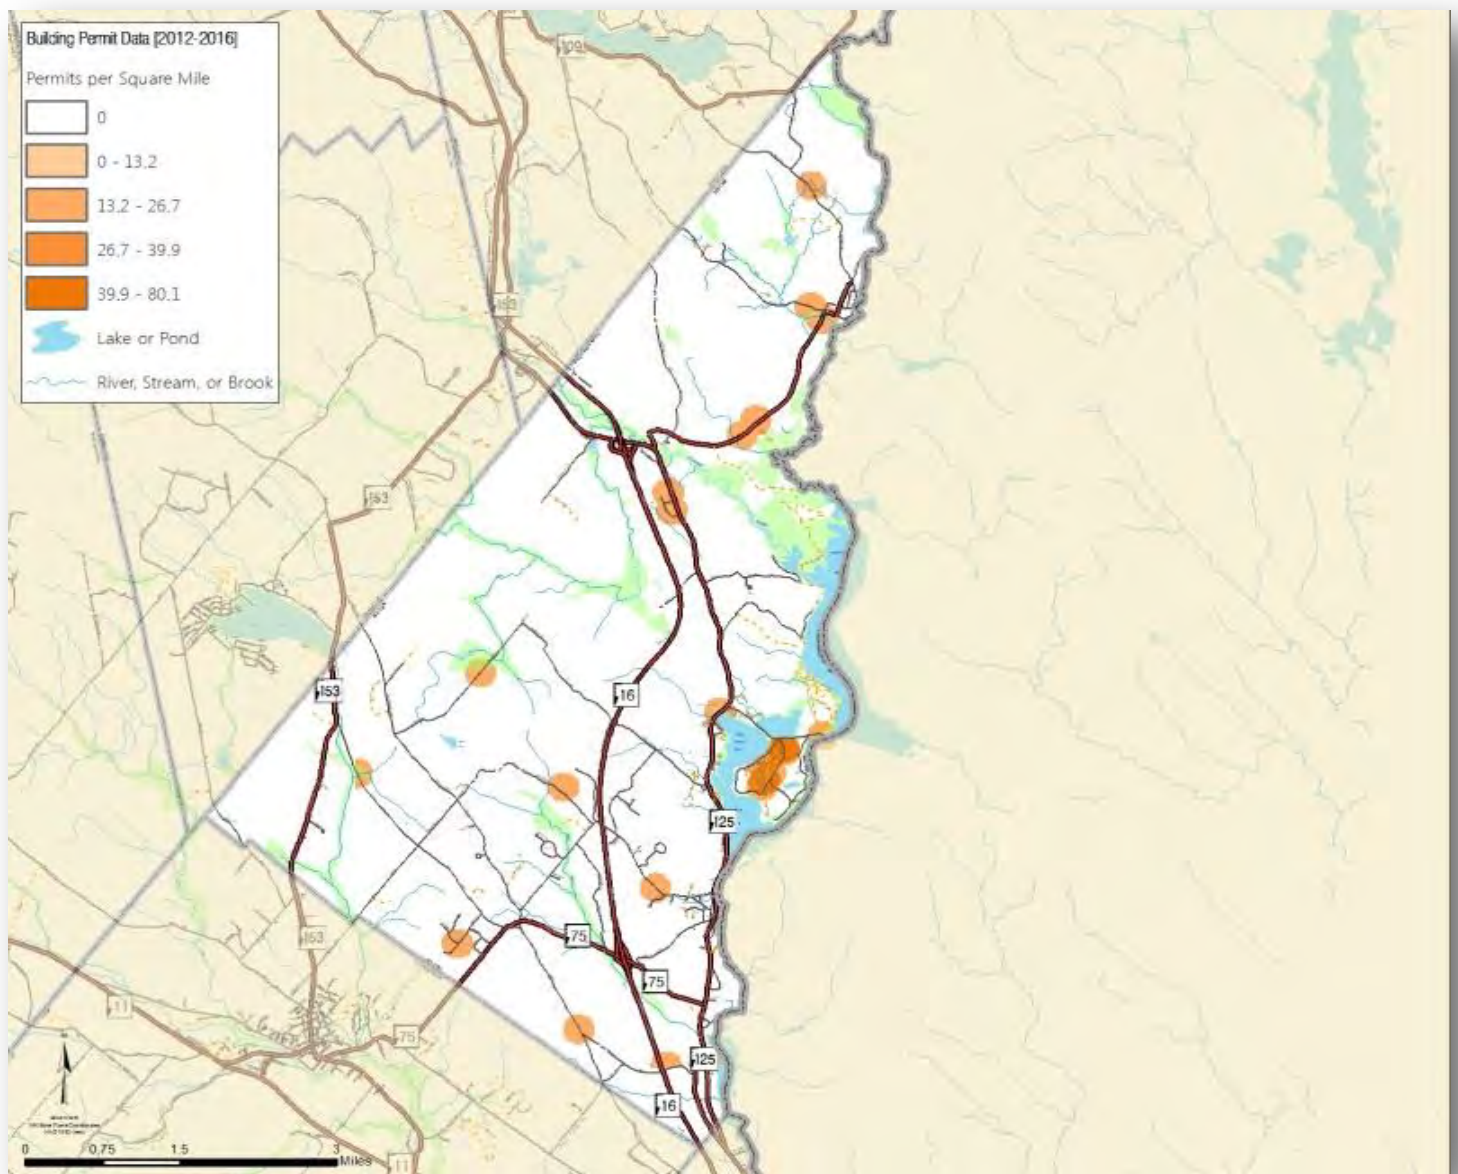 Building Permit Data [2012-2016]
Permits per Square Mile
0
0 - 13.2
13.2 - 26.7
26.7 - 39.9
39.9 - 80.1
Lake or Pond
River, Stream, or Brook
109
153
153
153
16
125
75
153
75
11
75
125
16
11
0 0.75 1.5 3
Miles